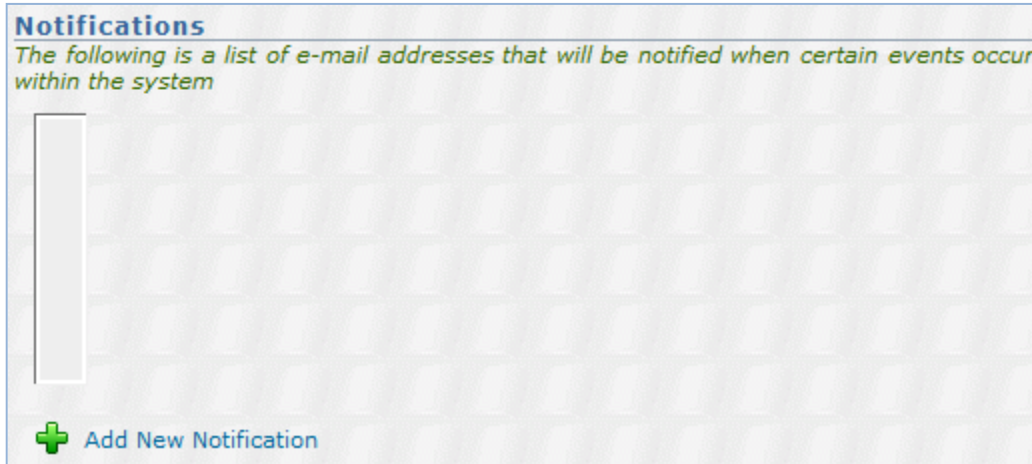 Notifications
The following is a list of e-mail addresses that will be notified when certain events occur
within the system
Add New Notification